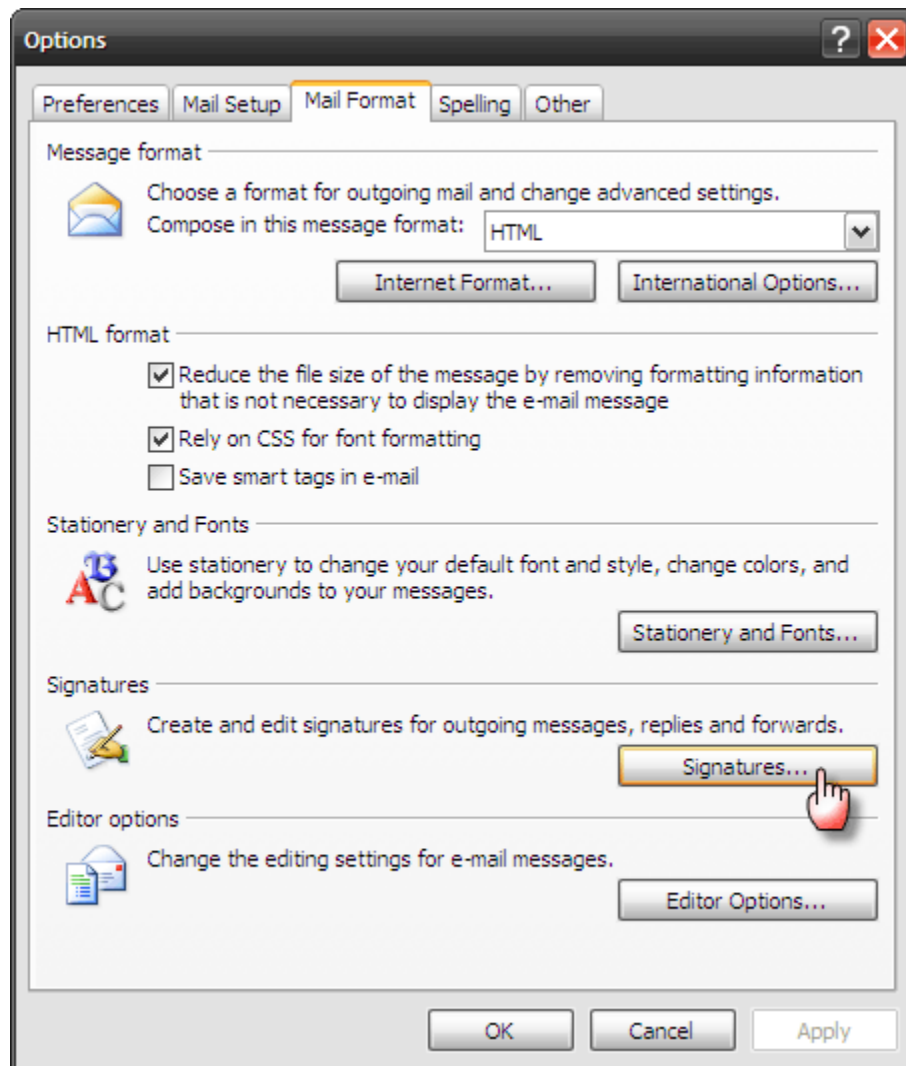 Options
?
Preferences Mail Setup Mail Format Spelling Other
Message format
Choose a format for outgoing mail and change advanced settings.
Compose in this message format: HTML
Internet Format... International Options...
HTML format
Reduce the file size of the message by removing formatting information
that is not necessary to display the e-mail message
Rely on CSS for font formatting
Save smart tags in e-mail
Stationery and Fonts
Use stationery to change your default font and style, change colors, and
add backgrounds to your messages.
Stationery and Fonts...
Signatures
Create and edit signatures for outgoing messages, replies and forwards.
Signatures...
Editor options
Change the editing settings for e-mail messages.
Editor Options...
OK Cancel Apply